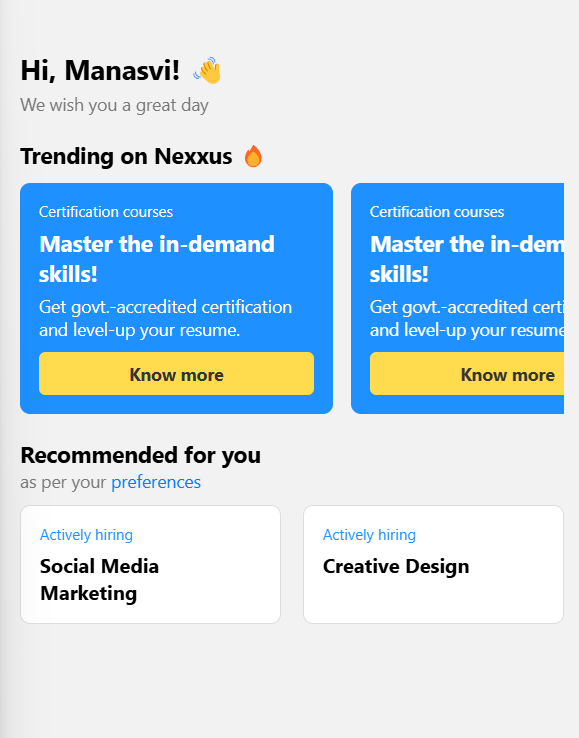 Hi, Manasvi! 👋
We wish you a great day
Trending on Nexxus 🔥
Certification courses
Master the in-demand
skills!
Get govt.-accredited certification
and level-up your resume.
Know more
Certification courses
Master the in-dem
skills!
Get govt.-accredited certi
and level-up your resume
Know more
Recommended for you
as per your preferences
Actively hiring
Social Media
Marketing
Actively hiring
Creative Design